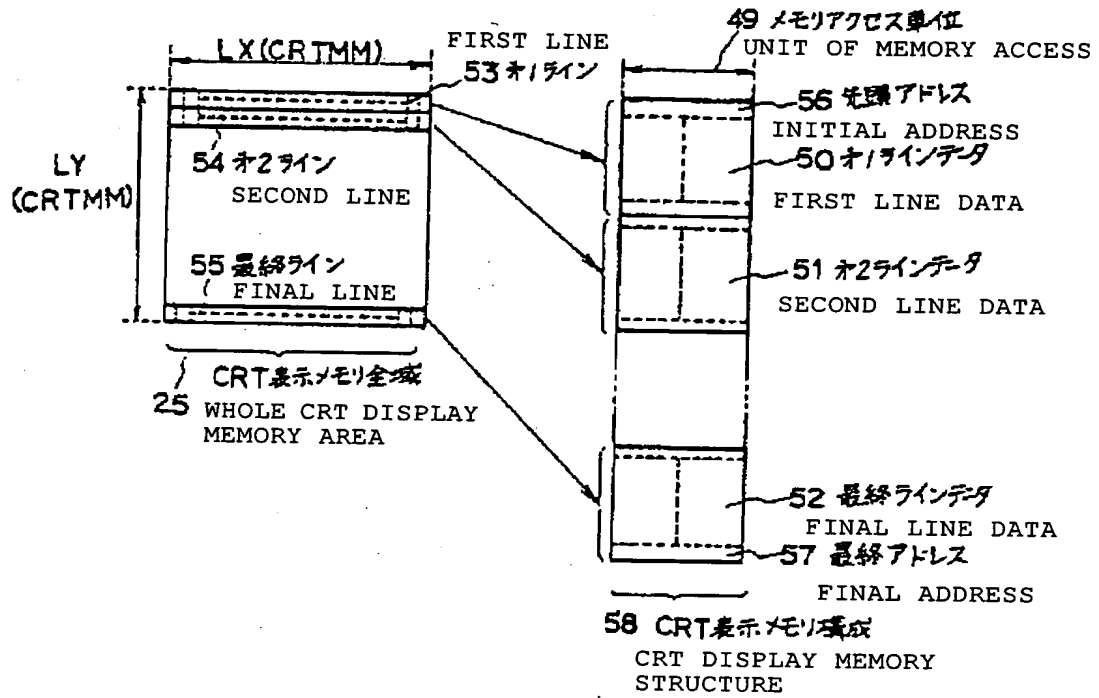 LX(CRTMM)
FIRST LINE
53 オ1ライン
49 メモリアクセス単位
UNIT OF MEMORY ACCESS
56 先頭アドレス
INITIAL ADDRESS
LY
(CRTMM)
54 オ2ライン
SECOND LINE
50 オ1ラインデータ
FIRST LINE DATA
55 最終ライン
FINAL LINE
51 オ2ラインデータ
SECOND LINE DATA
CRT表示メモリ全域
25 WHOLE CRT DISPLAY
MEMORY AREA
52 最終ラインデータ
FINAL LINE DATA
57 最終アドレス
FINAL ADDRESS
58 CRT表示メモリ構成
CRT DISPLAY MEMORY
STRUCTURE